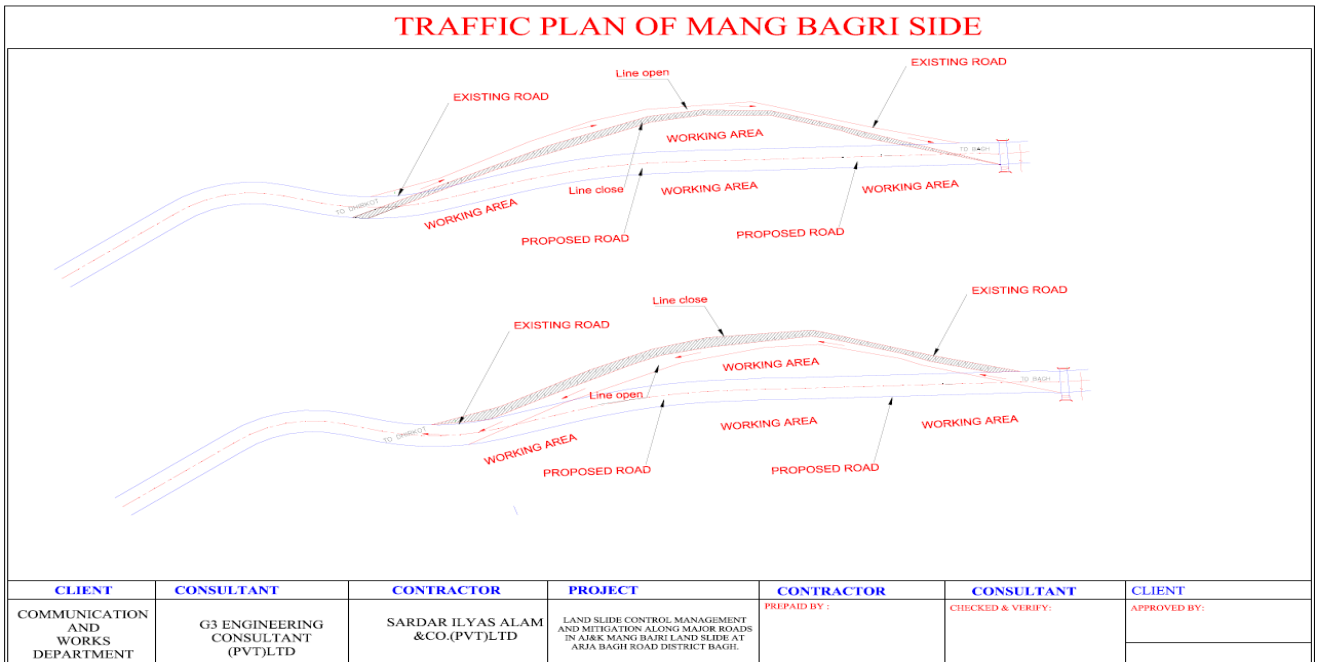 TRAFFIC PLAN OF MANG BAGRI SIDE
EXISTING ROAD
Line open
EXISTING ROAD
WORKING AREA
TO BAGH
TO DHIRKOT
Line close
WORKING AREA
WORKING AREA
WORKING AREA
PROPOSED ROAD
PROPOSED ROAD
EXISTING ROAD
Line close
EXISTING ROAD
WORKING AREA
TO BAGH
Line open
TO DHIRKOT
WORKING AREA
WORKING AREA
WORKING AREA
PROPOSED ROAD
PROPOSED ROAD
CLIENT
COMMUNICATION
AND
WORKS
DEPARTMENT
CONSULTANT
G3 ENGINEERING
CONSULTANT
(PVT)LTD
CONTRACTOR
SARDAR ILYAS ALAM
&CO.(PVT)LTD
PROJECT
LAND SLIDE CONTROL MANAGEMENT
AND MITIGATION ALONG MAJOR ROADS
IN AJ&K MANG BAJRI LAND SLIDE AT
ARJA BAGH ROAD DISTRICT BAGH.
CONTRACTOR
PREPAID BY :
CONSULTANT
CHECKED & VERIFY:
CLIENT
APPROVED BY: